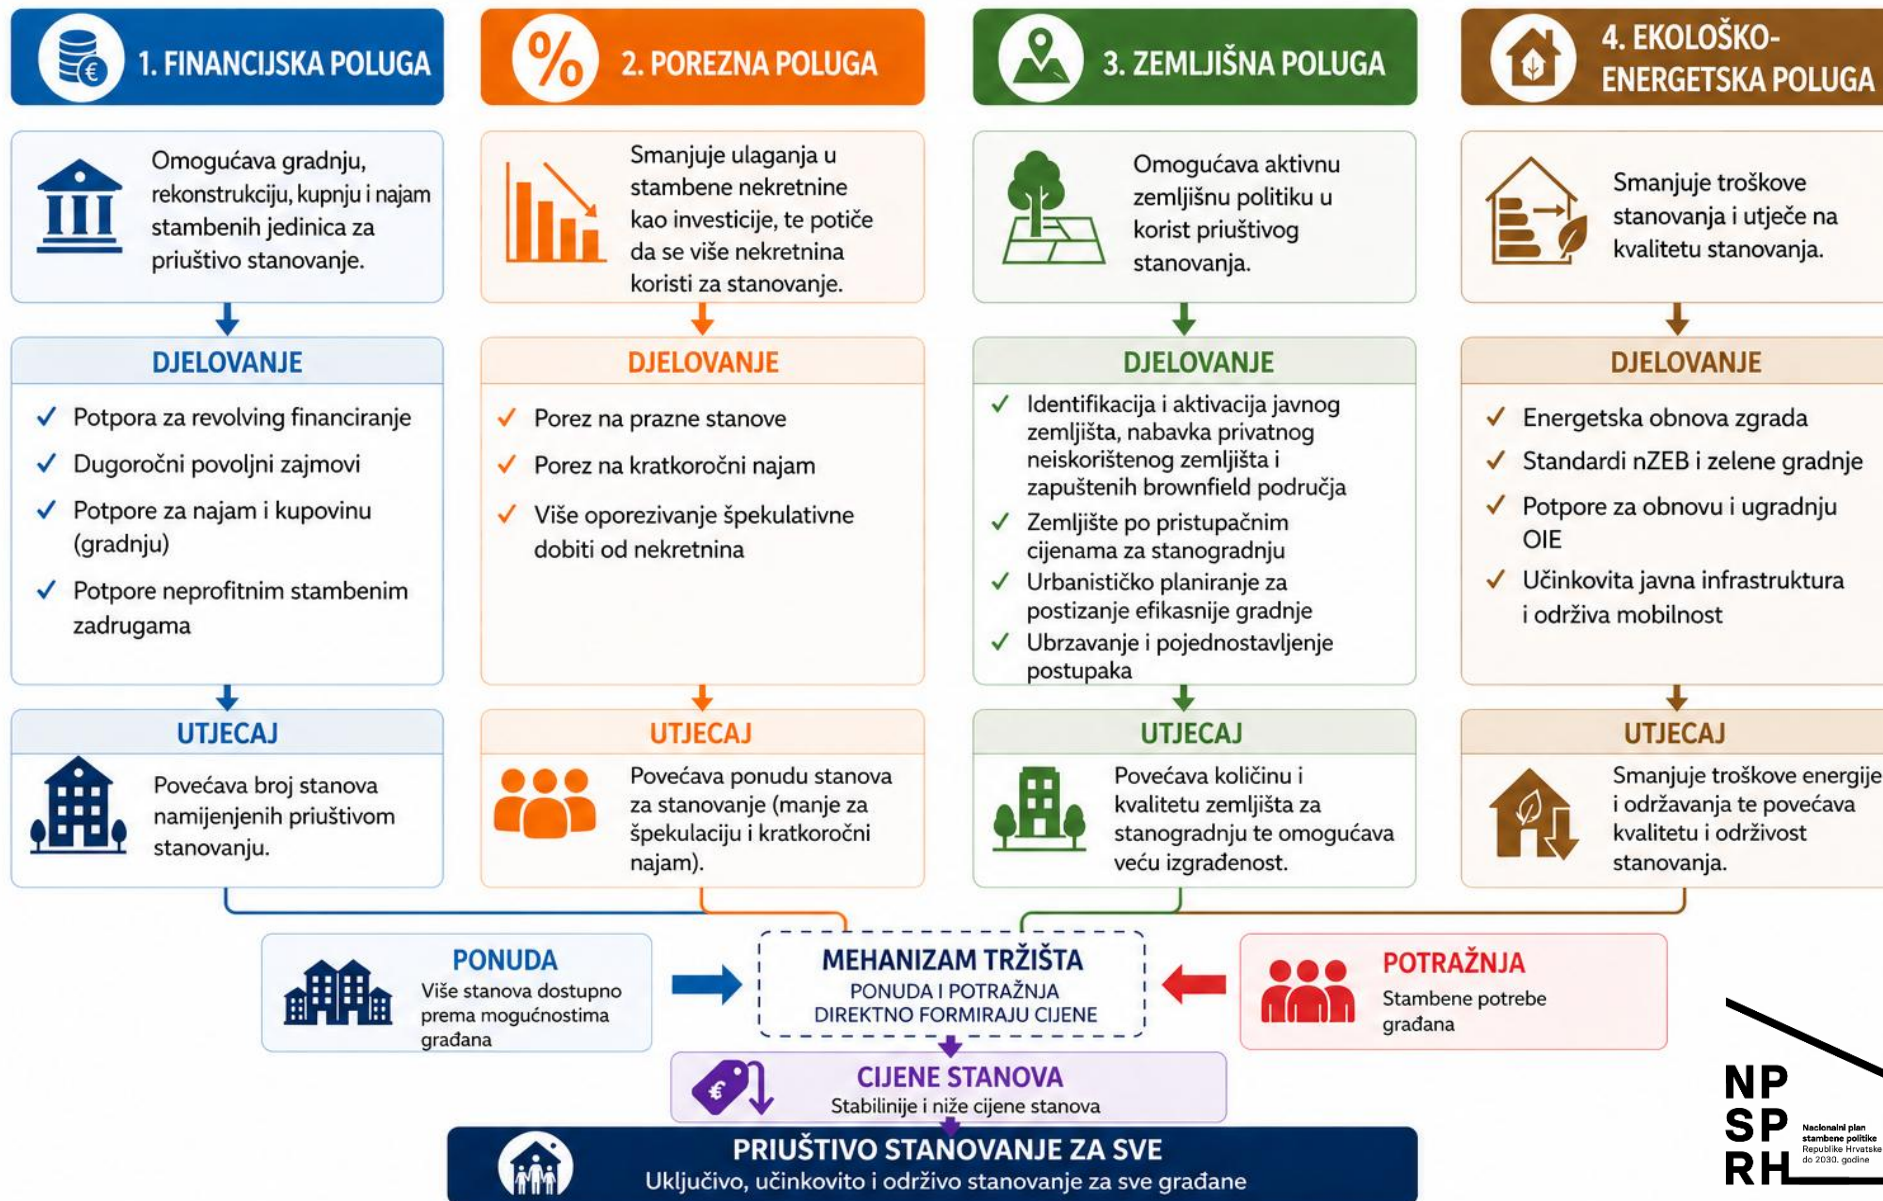 1. FINANCIJSKA POLUGA
Omogućava gradnju,
rekonstrukciju, kupnju i najam
stambenih jedinica za
priuštivo stanovanje.
DJELOVANJE
✓ Potpora za revolving financiranje
✓ Dugoročni povoljni zajmovi
✓ Potpore za najam i kupovinu
(gradnju)
✓ Potpore neprofitnim stambenim
zadrugama
UTJECAJ
Povećava broj stanova
namijenjenih priuštivom
stanovanju.
%
2. POREZNA POLUGA
Smanjuje ulaganja u
stambene nekretnine
kao investicije, te potiče
da se više nekretnina
koristi za stanovanje.
DJELOVANJE
✓ Porez na prazne stanove
✓ Porez na kratkoročni najam
✓ Više oporezivanje špekulativne
dobiti od nekretnina
UTJECAJ
Povećava ponudu stanova
za stanovanje (manje za
špekulaciju i kratkoročni
najam).
3. ZEMLJIŠNA POLUGA
Omogućava aktivnu
zemljišnu politiku u
korist priuštivog
stanovanja.
DJELOVANJE
✓ Identifikacija i aktivacija javnog
zemljišta, nabavka privatnog
neiskorištenog zemljišta i
zapuštenih brownfield područja
✓ Zemljište po pristupačnim
cijenama za stanogradnju
✓ Urbanističko planiranje za
postizanje efikasnije gradnje
✓ Ubrzavanje i pojednostavljenje
postupaka
UTJECAJ
Povećava količinu i
kvalitetu zemljišta za
stanogradnju te omogućava
veću izgrađenost.
4. EKOLOŠKO-
ENERGETSKA POLUGA
Smanjuje troškove
stanovanja i utječe na
kvalitetu stanovanja.
DJELOVANJE
✓ Energetska obnova zgrada
✓ Standardi nZEB i zelene gradnje
✓ Potpore za obnovu i ugradnju
OIE
✓ Učinkovita javna infrastruktura
i održiva mobilnost
UTJECAJ
Smanjuje troškove energije
i održavanja te povećava
kvalitetu i održivost
stanovanja.
PONUDA
Više stanova dostupno
prema mogućnostima
građana
MEHANIZAM TRŽIŠTA
PONUDA I POTRAŽNJA
DIREKTNO FORMIRAJU CIJENE
POTRAŽNJA
Stambene potrebe
građana
€
CIJENE STANOVA
Stabilinije i niže cijene stanova
PRIUŠTIVO STANOVANJE ZA SVE
Uključivo, učinkovito i održivo stanovanje za sve građane
NP
SP
RH
Nacionalni plan
stambene politike
Republike Hrvatske
do 2030. godine